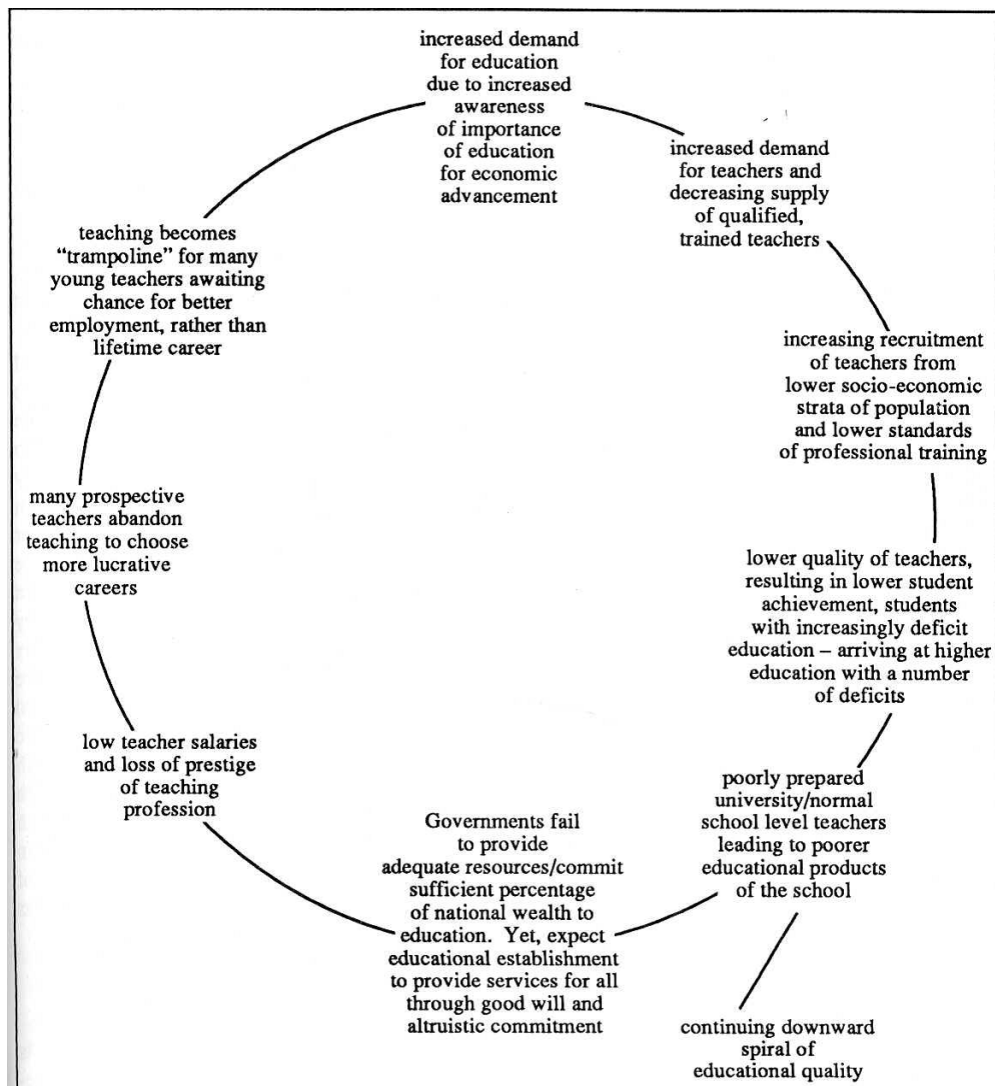 increased demand
for education
due to increased
awareness
of importance
of education
for economic
advancement
increased demand
for teachers and
decreasing supply
of qualified,
trained teachers
increasing recruitment
of teachers from
lower socio-economic
strata of population
and lower standards
of professional training
lower quality of teachers,
resulting in lower student
achievement, students
with increasingly deficit
education – arriving at higher
education with a number
of deficits
poorly prepared
university/normal
school level teachers
leading to poorer
educational products
of the school
continuing downward
spiral of
educational quality
Governments fail
to provide
adequate resources/commit
sufficient percentage
of national wealth to
education. Yet, expect
educational establishment
to provide services for all
through good will and
altruistic commitment
low teacher salaries
and loss of prestige
of teaching
profession
many prospective
teachers abandon
teaching to choose
more lucrative
careers
teaching becomes
“trampoline” for many
young teachers awaiting
chance for better
employment, rather than
lifetime career